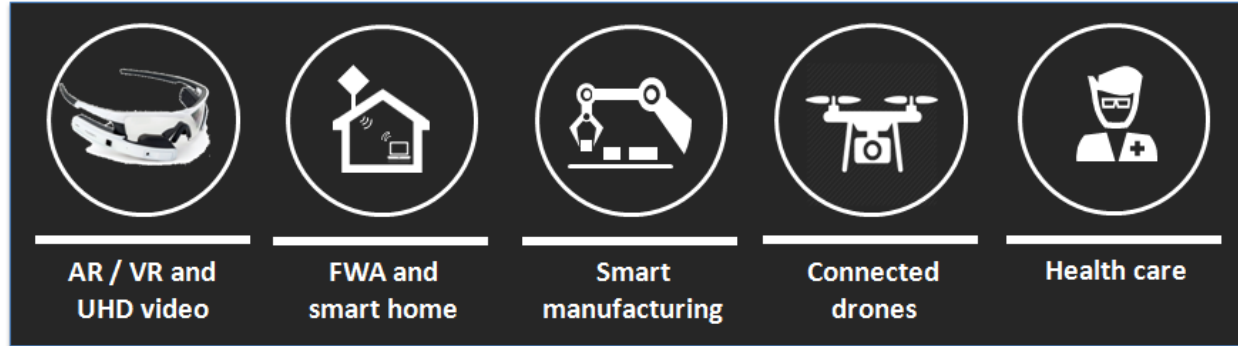 AR / VR and
UHD video
FWA and
smart home
Smart
manufacturing
Connected
drones
Health care